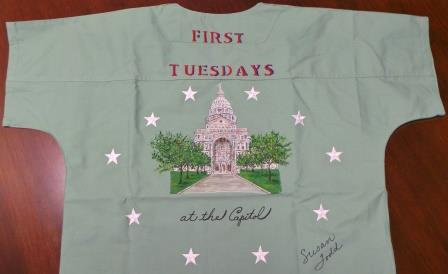 FIRST
TUESDAYS
at the Capitol
Susan
Todd